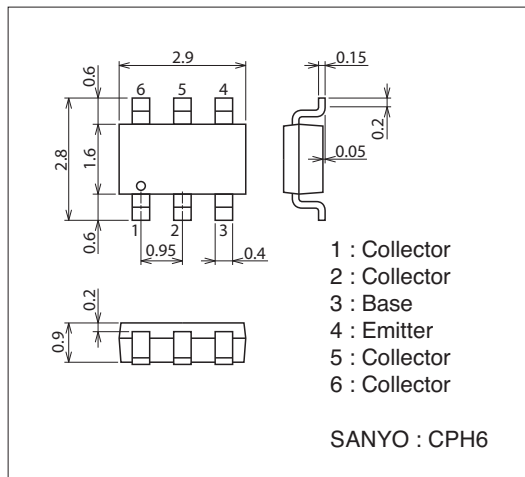 2.9
0.15
0.6
6
5
4
0.2
2.8
1.6
0.05
0.6
1
2
3
0.95
0.4
0.2
0.9
1 : Collector
2 : Collector
3 : Base
4 : Emitter
5 : Collector
6 : Collector
SANYO : CPH6